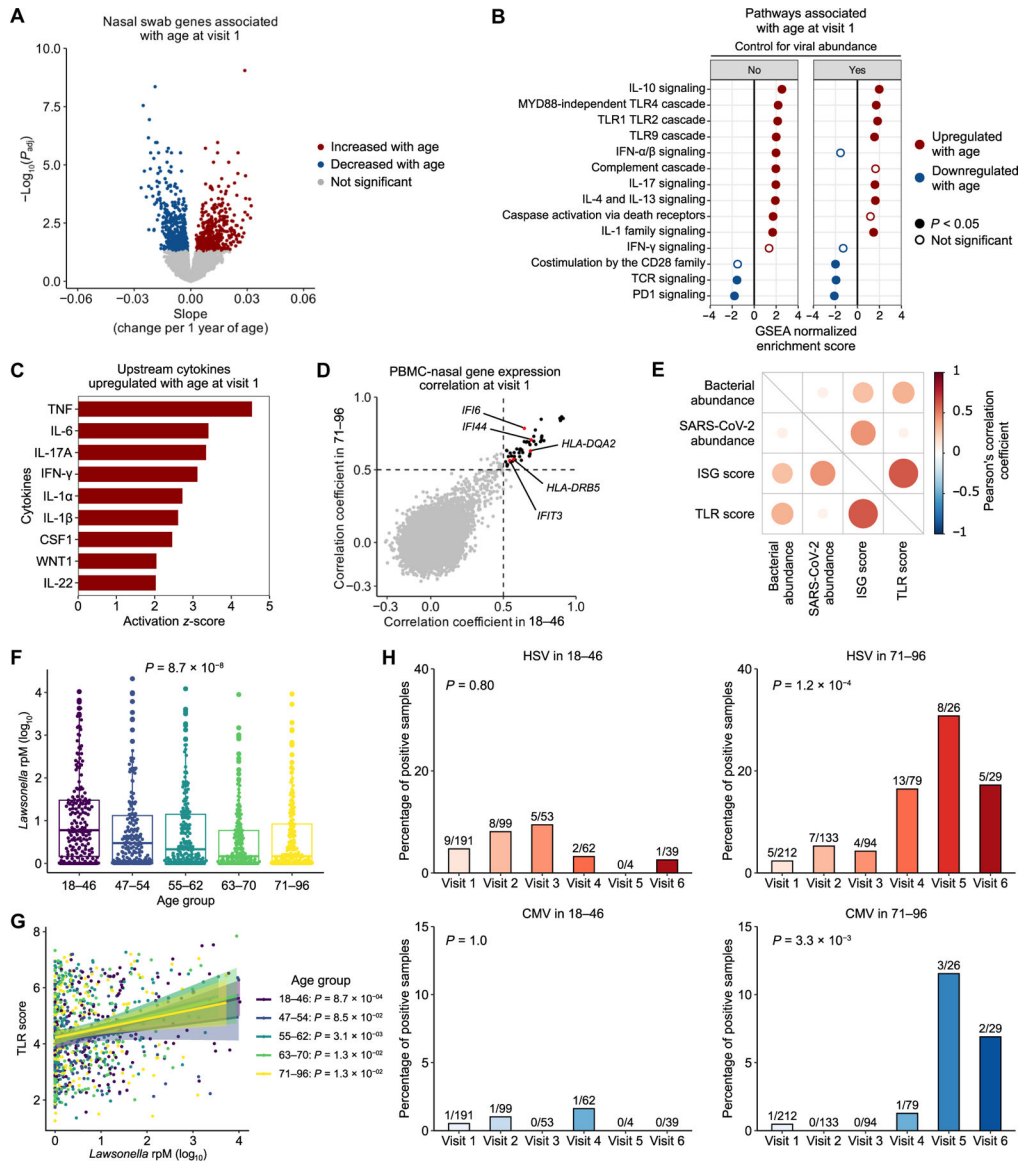 A
Nasal swab genes associated
with age at visit 1
10.0
7.5
5.0
2.5
0.0
−Log10(Padj)
−0.06
−0.03
0.00
0.03
0.06
Slope
(change per 1 year of age)
Increased with age
Decreased with age
Not significant
B
Pathways associated
with age at visit 1
Control for viral abundance
No
Yes
IL-10 signaling
MYD88-independent TLR4 cascade
TLR1 TLR2 cascade
TLR9 cascade
IFN-α/β signaling
Complement cascade
IL-17 signaling
IL-4 and IL-13 signaling
Caspase activation via death receptors
IL-1 family signaling
IFN-γ signaling
Costimulation by the CD28 family
TCR signaling
PD1 signaling
−4 −2 0 2 4
−4 −2 0 2 4
GSEA normalized
enrichment score
Upregulated
with age
Downregulated
with age
P < 0.05
Not significant
C
Upstream cytokines
upregulated with age at visit 1
Cytokines
TNF
IL-6
IL-17A
IFN-γ
IL-1α
IL-1β
CSF1
WNT1
IL-22
0 1 2 3 4 5
Activation z-score
D
PBMC-nasal gene expression
correlation at visit 1
Correlation coefficient in 71–96
0.9
0.5
0.0
−0.3
IFI6
IFI44
HLA-DQA2
HLA-DRB5
IFIT3
−0.3 0.0 0.5 0.9
Correlation coefficient in 18–46
E
Bacterial
abundance
SARS-CoV-2
abundance
ISG score
TLR score
Bacterial
abundance
SARS-CoV-2
abundance
ISG score
TLR score
1
0.5
0
−0.5
−1
Pearson's correlation
coefficient
F
P = 8.7 × 10−8
Lawsonella rpM (log10)
4
3
2
1
0
18–46 47–54 55–62 63–70 71–96
Age group
G
TLR score
8
6
4
2
0 1 2 3 4
Lawsonella rpM (log10)
Age group
18–46: P = 8.7 × 10−04
47–54: P = 8.5 × 10−02
55–62: P = 3.1 × 10−03
63–70: P = 1.3 × 10−02
71–96: P = 1.3 × 10−02
H
HSV in 18–46
P = 0.80
Percentage of positive samples
40
20
0
9/191 8/99 5/53 2/62 0/4 1/39
Visit 1 Visit 2 Visit 3 Visit 4 Visit 5 Visit 6
HSV in 71–96
P = 1.2 × 10−4
Percentage of positive samples
40
20
0
5/212 7/133 4/94 13/79 8/26 5/29
Visit 1 Visit 2 Visit 3 Visit 4 Visit 5 Visit 6
CMV in 18–46
P = 1.0
Percentage of positive samples
15
10
5
0
1/191 1/99 0/53 1/62 0/4 0/39
Visit 1 Visit 2 Visit 3 Visit 4 Visit 5 Visit 6
CMV in 71–96
P = 3.3 × 10−3
Percentage of positive samples
15
10
5
0
1/212 0/133 0/94 1/79 3/26 2/29
Visit 1 Visit 2 Visit 3 Visit 4 Visit 5 Visit 6